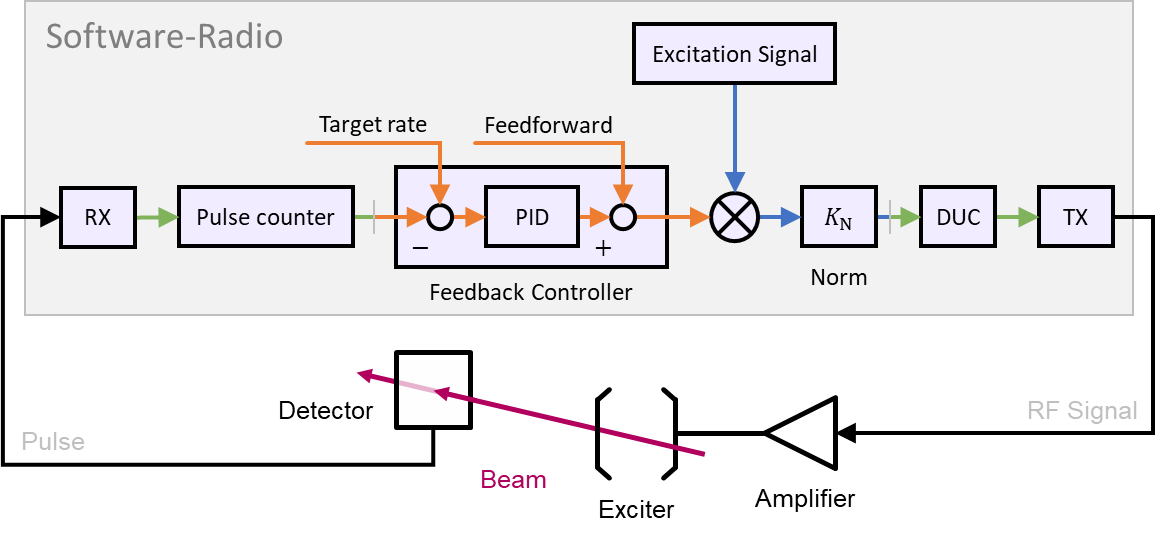 Software-Radio
Excitation Signal
Target rate
Feedforward
RX
Pulse counter
PID
K_N
DUC
TX
−
+
Norm
Feedback Controller
Detector
RF Signal
Pulse
Beam
Exciter
Amplifier